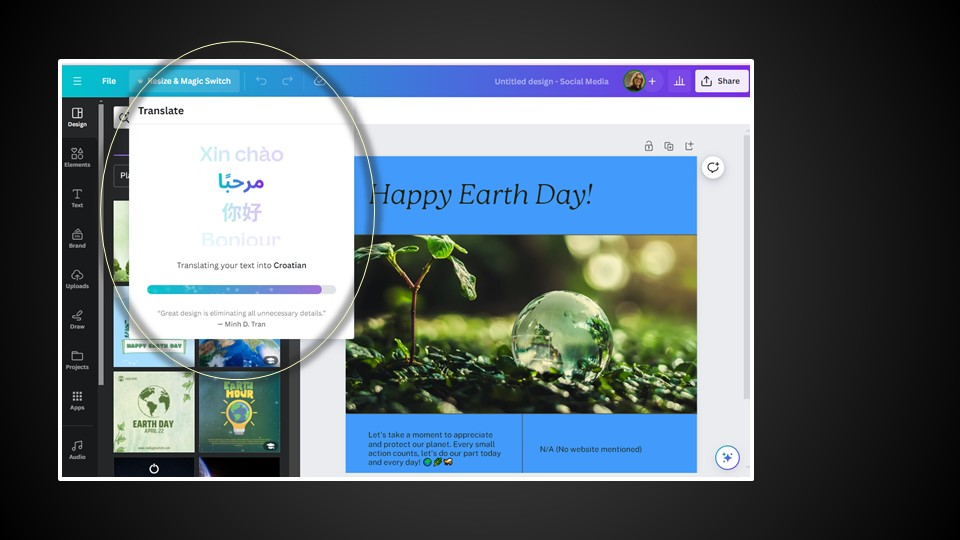 File
Resize & Magic Switch
Untitled design - Social Media
Share
Translate
Design
Elements
Text
Brand
Uploads
Draw
Projects
Apps
Audio
Xin chào
مرحبًا
你好
Bonjour
Translating your text into Croatian
"Great design is eliminating all unnecessary details."
— Minh D. Tran
HAPPY EARTH DAY
EARTH DAY
APRIL 22
EARTH
HOUR
Happy Earth Day!
Let's take a moment to appreciate
and protect our planet. Every small
action counts, let's do our part today
and every day!
N/A (No website mentioned)